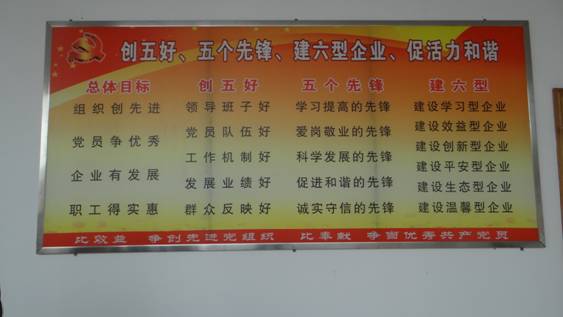 创五好、五个先锋、建六型企业、促活力和谐
总体目标
组织创先进
党员争优秀
企业有发展
职工得实惠
创五好
领导班子好
党员队伍好
工作机制好
发展业绩好
群众反映好
五个先锋
学习提高的先锋
爱岗敬业的先锋
科学发展的先锋
促进和谐的先锋
诚实守信的先锋
建六型
建设学习型企业
建设效益型企业
建设创新型企业
建设平安型企业
建设生态型企业
建设温馨型企业
比效益 争创先进党组织 比奉献 争当优秀共产党员